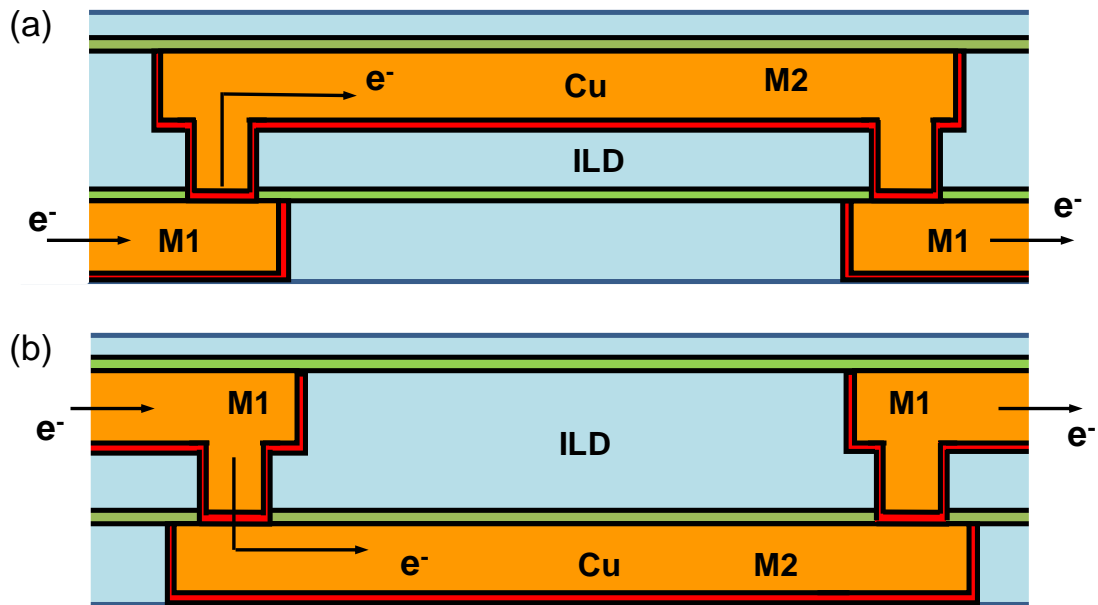 (a)
e- Cu M2
ILD
e- M1 M1 e-
(b)
M1 M1
e- e-
ILD
e- Cu M2